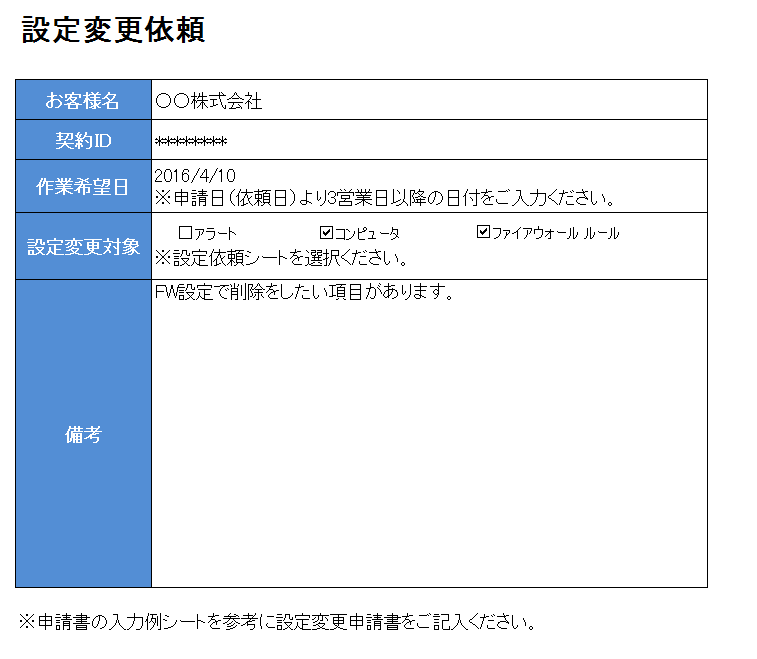 設定変更依頼
お客様名 〇〇株式会社
契約ID *********
作業希望日 2016/4/10
※申請日（依頼日）より3営業日以降の日付をご入力ください。
設定変更対象 □アラート ☑コンピュータ ☑ファイアウォール ルール
※設定依頼シートを選択ください。
備考 FW設定で削除をしたい項目があります。
※申請書の入力例シートを参考に設定変更申請書をご記入ください。